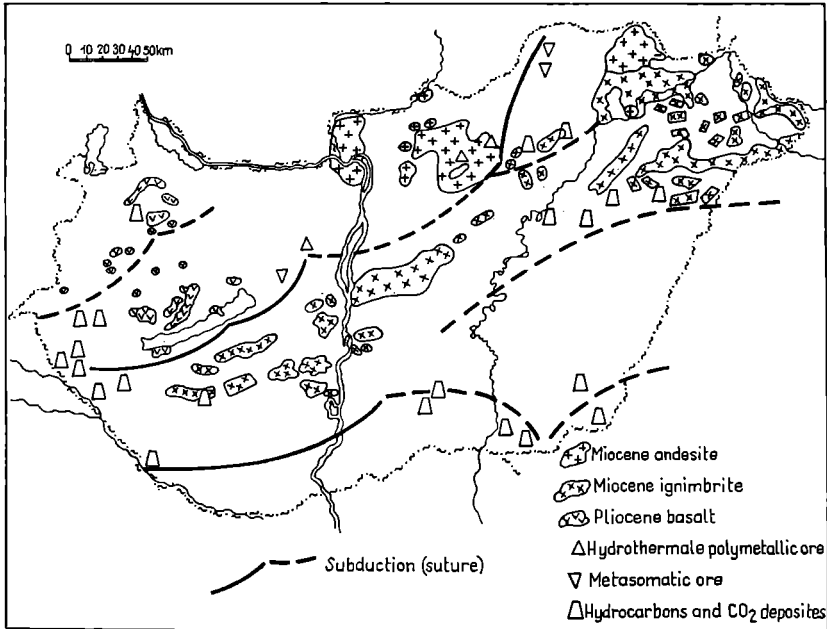 0 10 20 30 40 50km
Miocene andesite
Miocene ignimbrite
Pliocene basalt
Hydrothermale polymetallic ore
Subduction (suture)
Metasomatic ore
Hydrocarbons and CO2 deposites